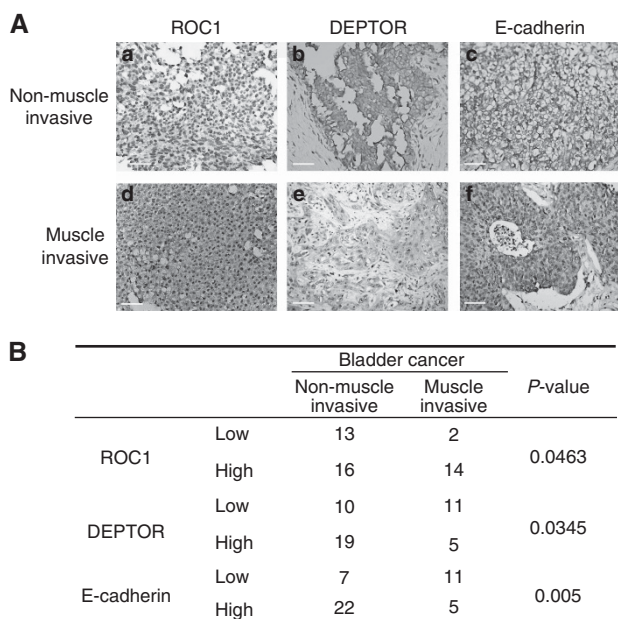 A
ROC1 DEPTOR E-cadherin
Non-muscle
invasive
a b c
Muscle
invasive
d e f
B
Bladder cancer
Non-muscle
invasive
Muscle
invasive
P-value
ROC1
Low 13 2
High 16 14
0.0463
DEPTOR
Low 10 11
High 19 5
0.0345
E-cadherin
Low 7 11
High 22 5
0.005